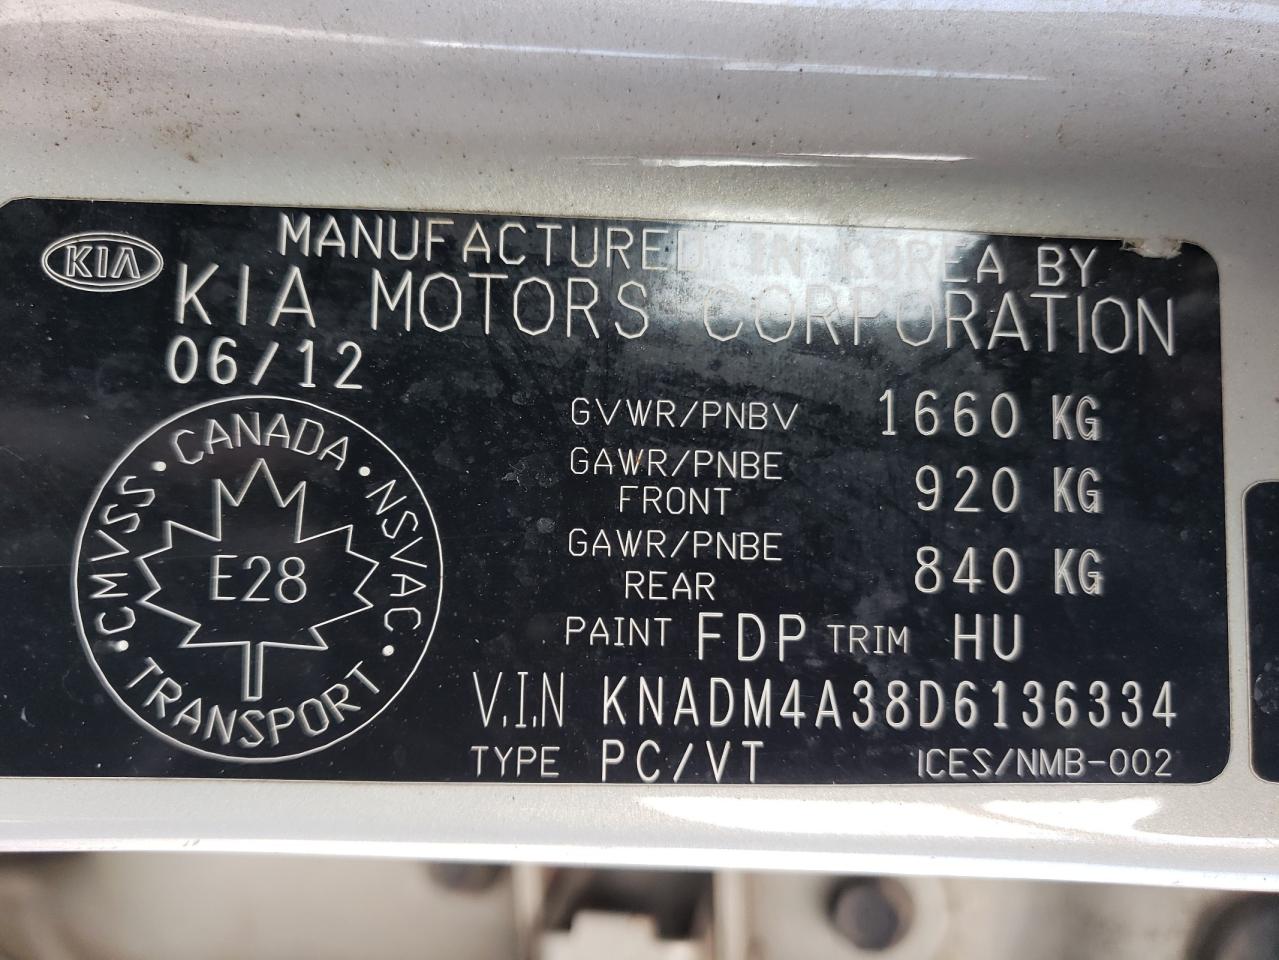 KIA
MANUFACTURED IN KOREA BY
KIA MOTORS CORPORATION
06/12
GVWR/PNBV 1660 KG
GAWR/PNBE
FRONT 920 KG
GAWR/PNBE
REAR 840 KG
PAINT FDP TRIM HU
V.I.N KNADM4A38D6136334
TYPE PC/VT ICES/NMB-002
CANADA • NSVAC • TRANSPORT • CMVSS •
E28